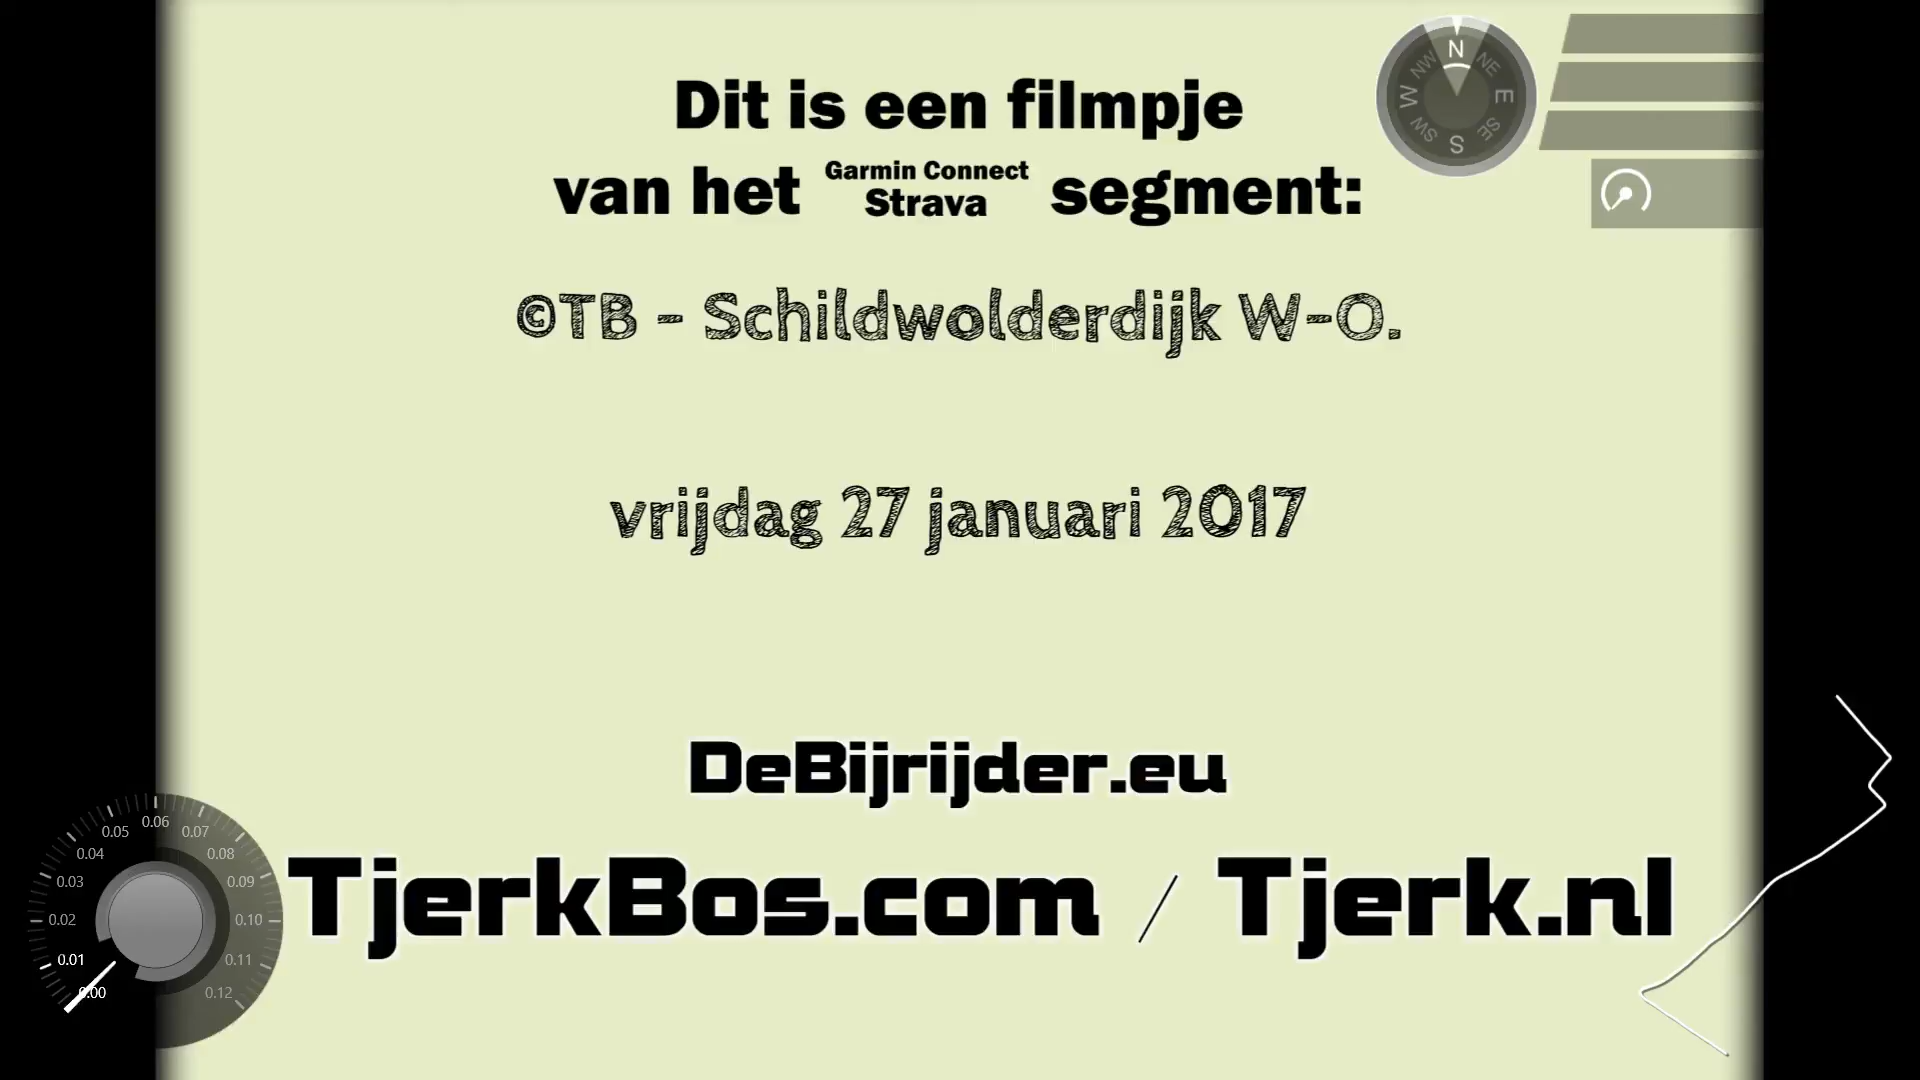 Dit is een filmpje
van het Garmin Connect Strava segment:
©TB - Schildwolderdijk W-O.
vrijdag 27 januari 2017
DeBijrijder.eu
TjerkBos.com / Tjerk.nl
N
NE
E
SE
S
SW
W
NW
0.00
0.01
0.02
0.03
0.04
0.05
0.06
0.07
0.08
0.09
0.10
0.11
0.12